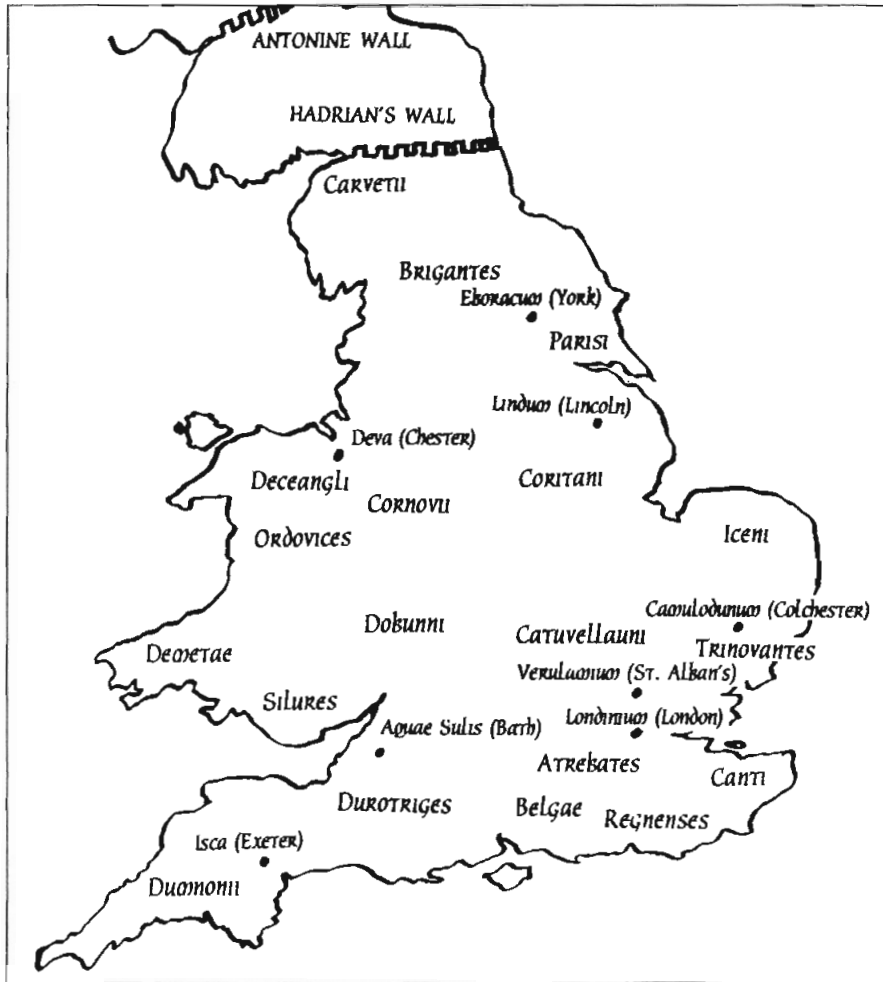 ANTONINE WALL
HADRIAN'S WALL
CARVETII
BRIGANTES
EBORACUM (YORK)
PARISI
LINDUM (LINCOLN)
DEVA (CHESTER)
DECEANGLI
CORITANI
CORNOVII
ORDOVICES
ICENI
CAMULODUNUM (COLCHESTER)
DOBUNNI
CATUVELLAUNI
TRINOVANTES
DEMETAE
VERULAMIUM (ST. ALBAN'S)
SILURES
LONDINIUM (LONDON)
AQUAE SULIS (BATH)
ATREBATES
CANTI
DUROTRIGES
BELGAE
REGNENSES
ISCA (EXETER)
DUMNONII